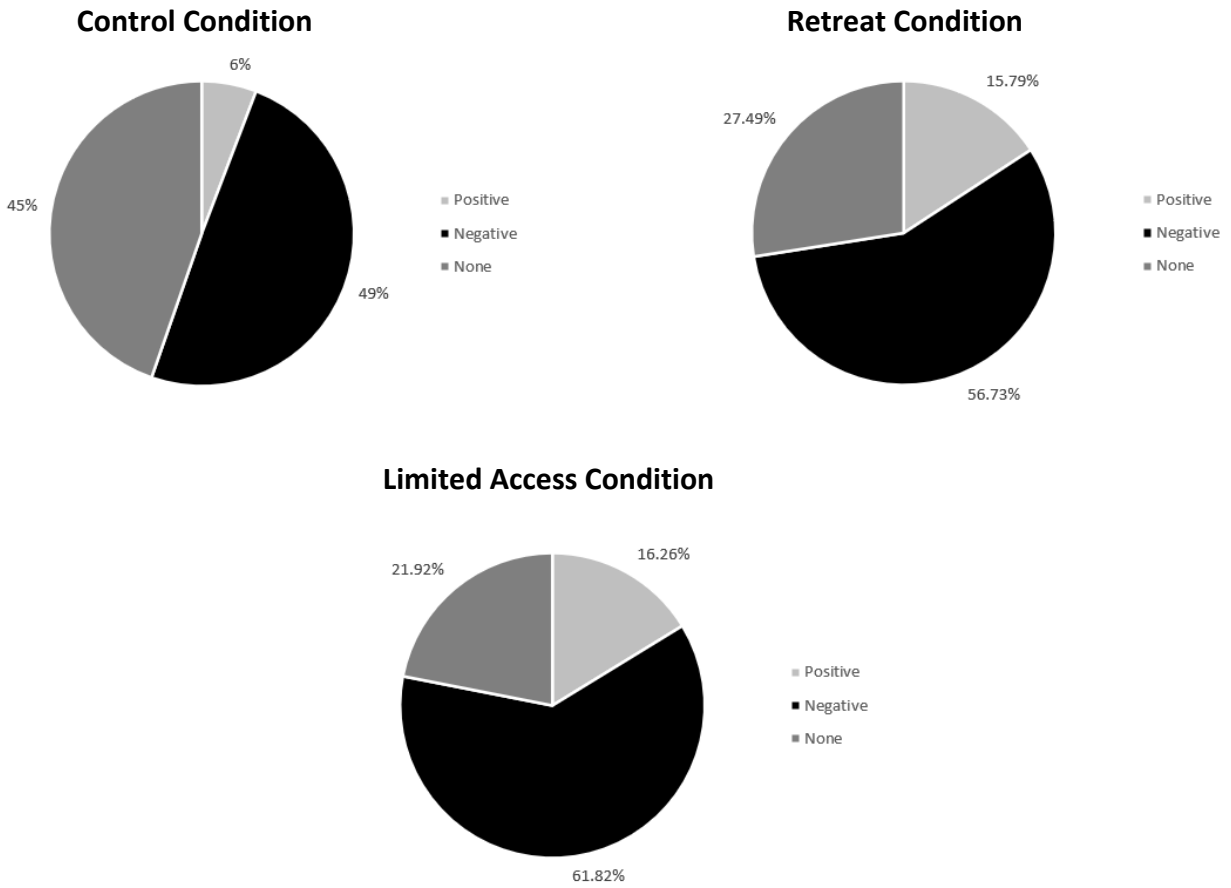 Control Condition
6%
45%
49%
Positive
Negative
None
Retreat Condition
15.79%
27.49%
56.73%
Positive
Negative
None
Limited Access Condition
16.26%
21.92%
61.82%
Positive
Negative
None